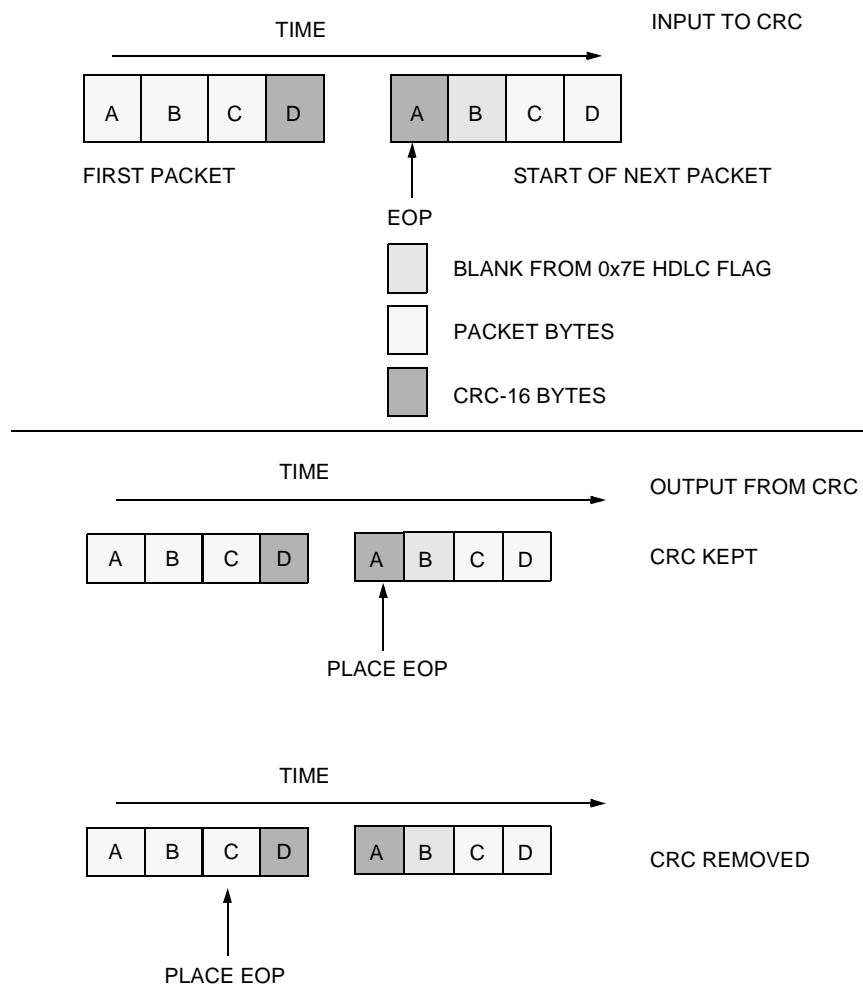 TIME
INPUT TO CRC
A B C D
A B C D
FIRST PACKET
START OF NEXT PACKET
EOP
BLANK FROM 0x7E HDLC FLAG
PACKET BYTES
CRC-16 BYTES
TIME
OUTPUT FROM CRC
A B C D
A B C D
CRC KEPT
PLACE EOP
TIME
A B C D
A B C D
CRC REMOVED
PLACE EOP